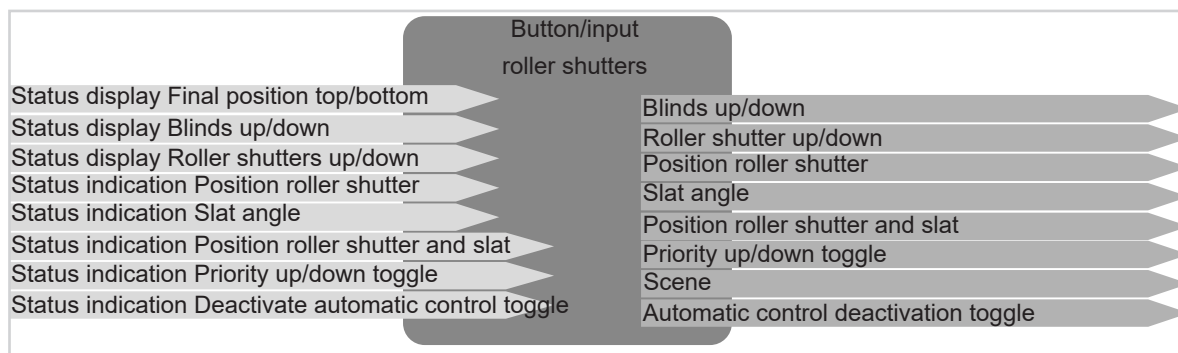 Button/input
roller shutters
Status display Final position top/bottom
Status display Blinds up/down
Status display Roller shutters up/down
Status indication Position roller shutter
Status indication Slat angle
Status indication Position roller shutter and slat
Status indication Priority up/down toggle
Status indication Deactivate automatic control toggle
Blinds up/down
Roller shutter up/down
Position roller shutter
Slat angle
Position roller shutter and slat
Priority up/down toggle
Scene
Automatic control deactivation toggle